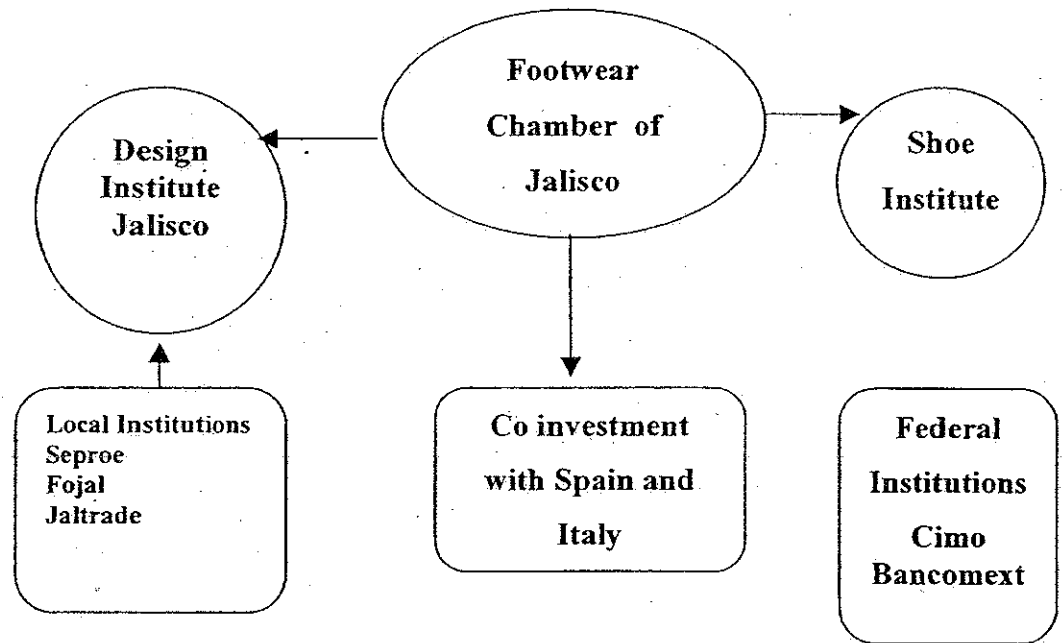 Footwear
Chamber of
Jalisco
Design
Institute
Jalisco
Shoe
Institute
Local Institutions
Seproe
Fojal
Jaltrade
Co investment
with Spain and
Italy
Federal
Institutions
Cimo
Bancomext